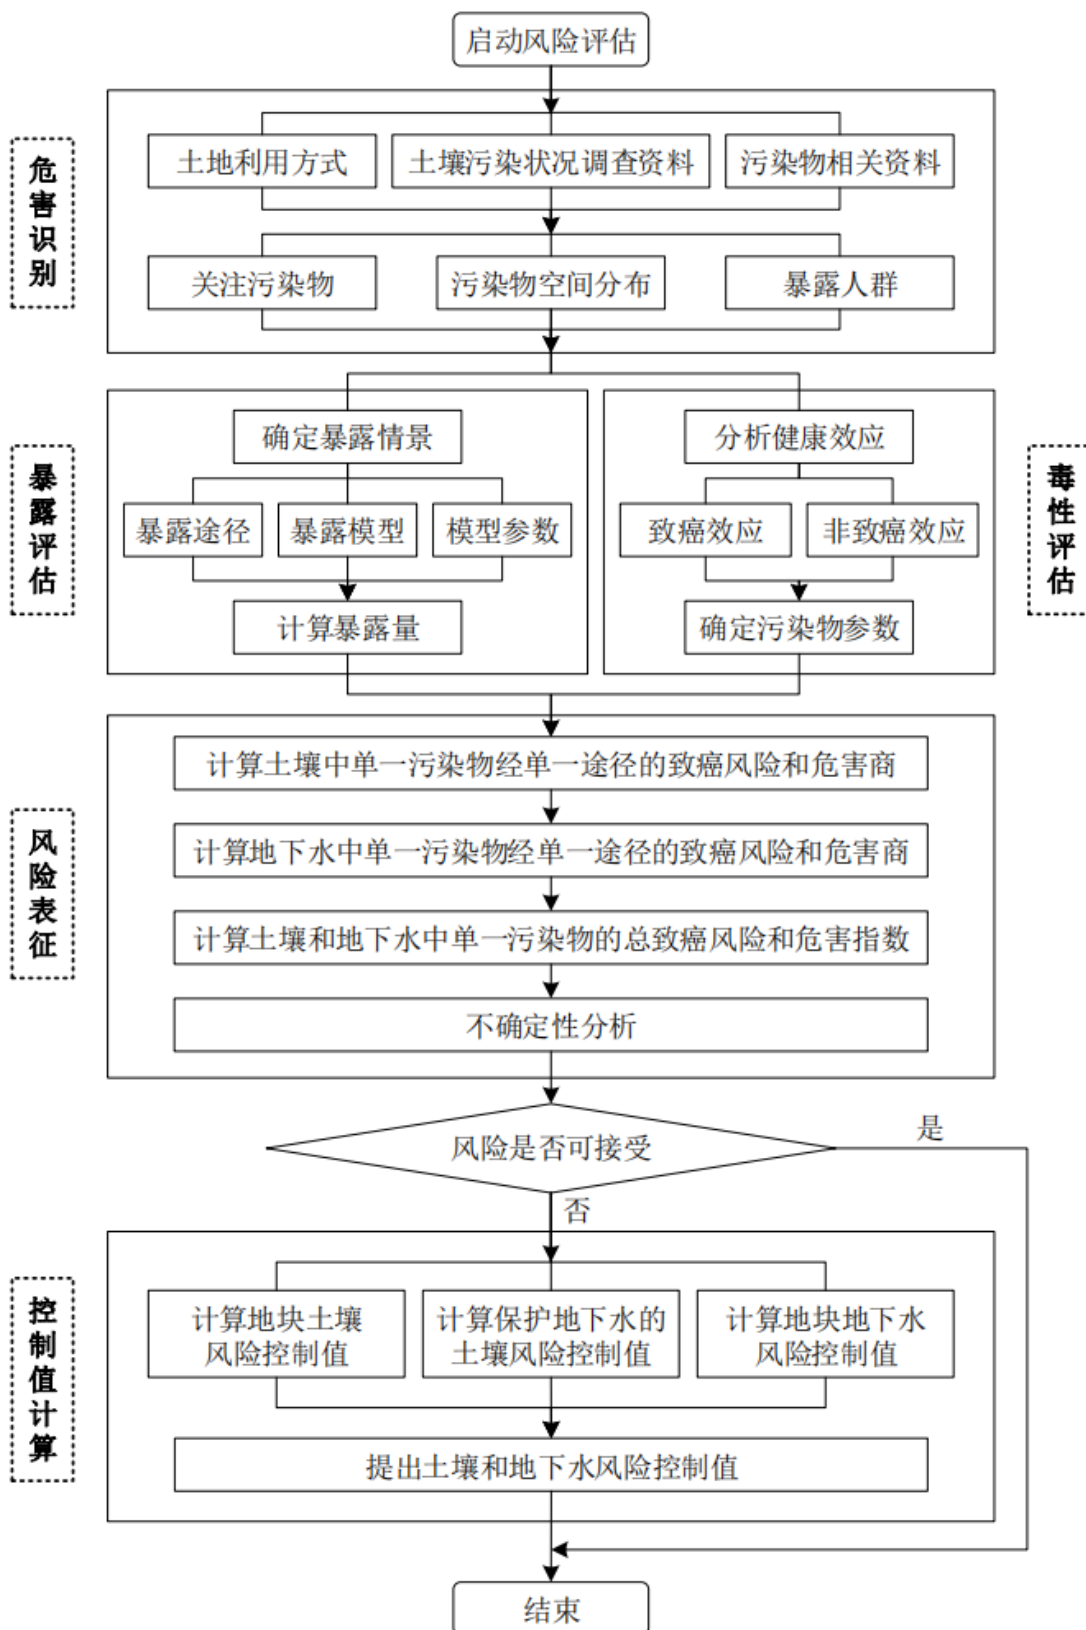 启动风险评估
危害识别
土地利用方式
土壤污染状况调查资料
污染物相关资料
关注污染物
污染物空间分布
暴露人群
暴露评估
确定暴露情景
暴露途径
暴露模型
模型参数
计算暴露量
毒性评估
分析健康效应
致癌效应
非致癌效应
确定污染物参数
风险表征
计算土壤中单一污染物经单一途径的致癌风险和危害商
计算地下水中单一污染物经单一途径的致癌风险和危害商
计算土壤和地下水中单一污染物的总致癌风险和危害指数
不确定性分析
风险是否可接受
是
否
控制值计算
计算地块土壤
风险控制值
计算保护地下水的
土壤风险控制值
计算地块地下水
风险控制值
提出土壤和地下水风险控制值
结束